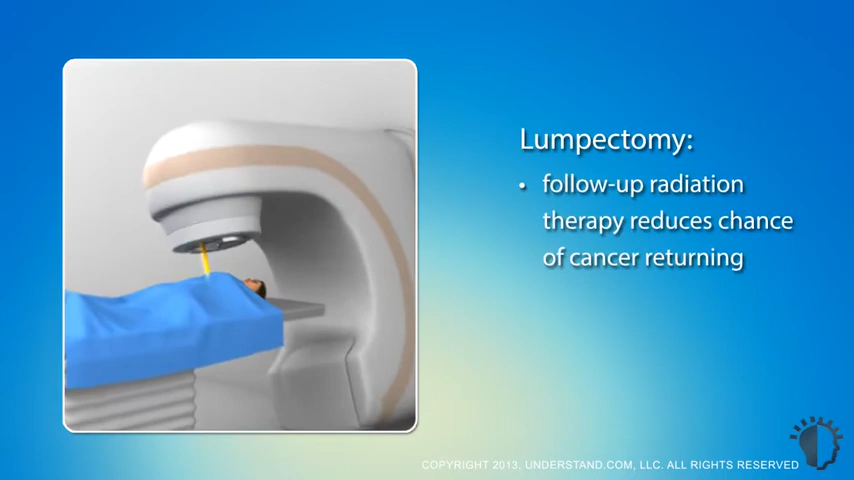 Lumpectomy:
• follow-up radiation
therapy reduces chance
of cancer returning
COPYRIGHT 2013, UNDERSTAND.COM, LLC. ALL RIGHTS RESERVED